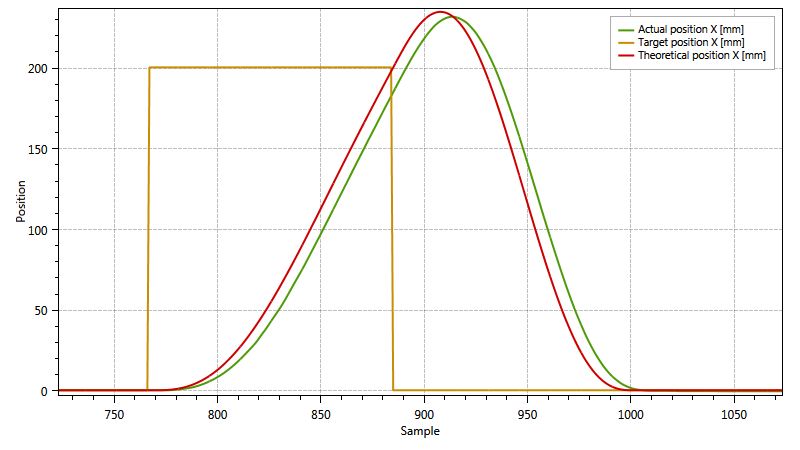 Actual position X [mm]
Target position X [mm]
Theoretical position X [mm]
200
150
100
50
0
Position
750 800 850 900 950 1000 1050
Sample